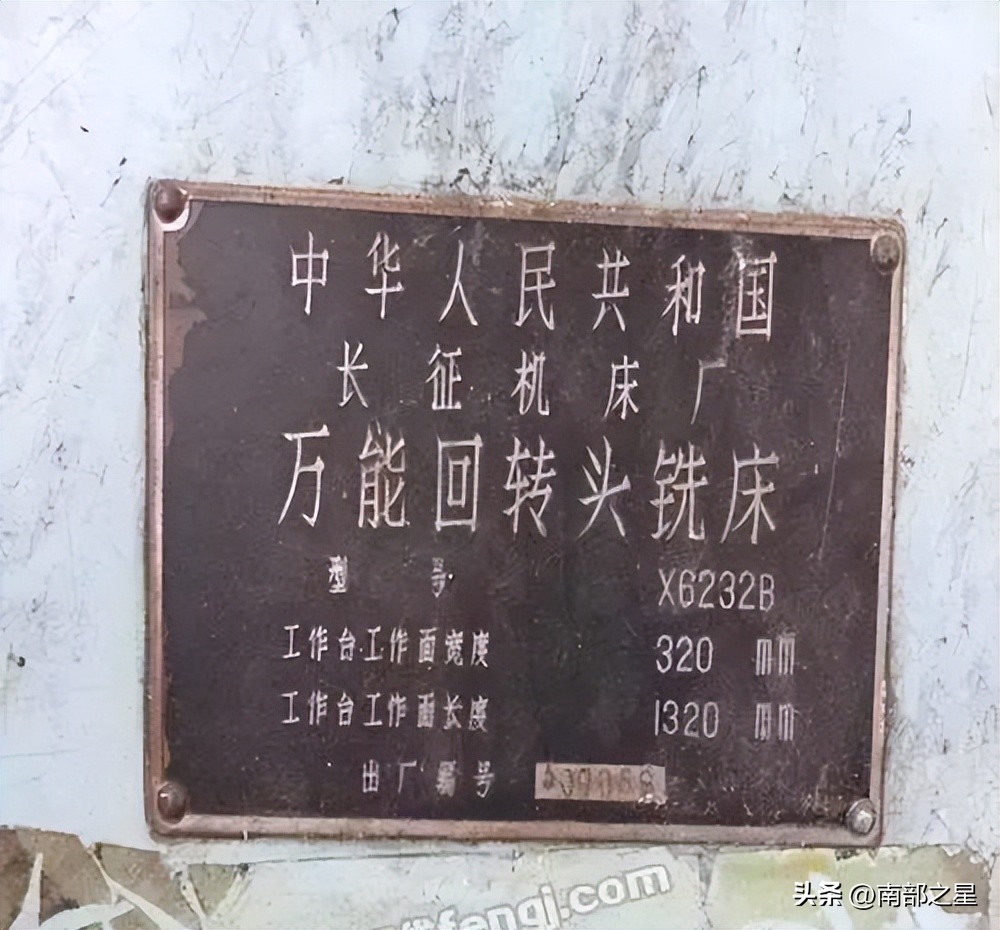 中华人民共和国
长征机床厂
万能回转头铣床
型号 X6232B
工作台工作面宽度 320 mm
工作台工作面长度 1320 mm
出厂编号
fengj.com
头条 @南部之星